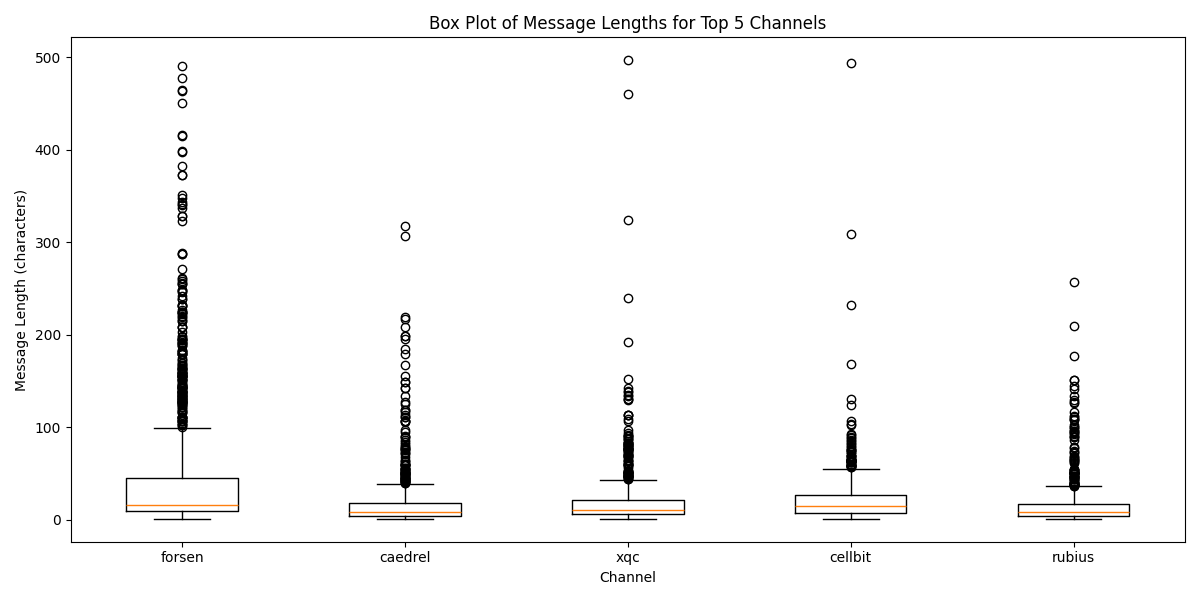 Box Plot of Message Lengths for Top 5 Channels
Message Length (characters)
500
400
300
200
100
0
forsen caedrel xqc cellbit rubius
Channel